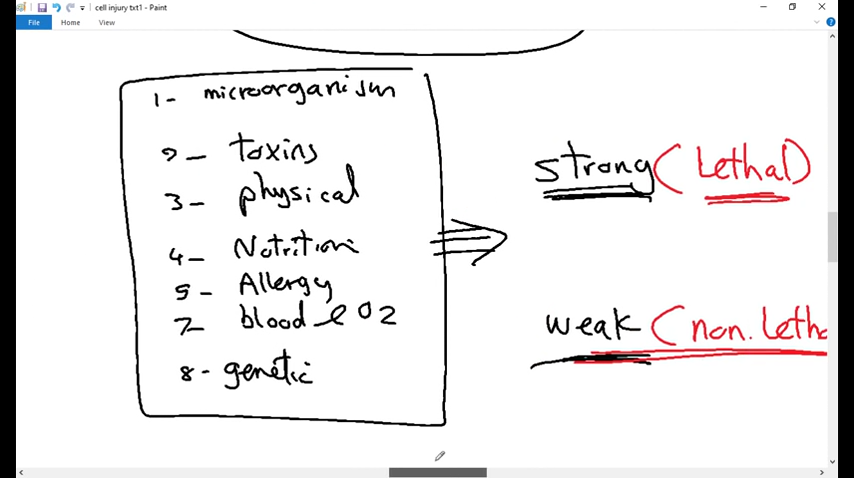 cell injury txt1 - Paint
File Home View
1- microorganism
2- toxins
3- physical
4- Nutrition
5- Allergy
7- blood - O2
8- genetic
strong (Lethal)
weak (non. Letha